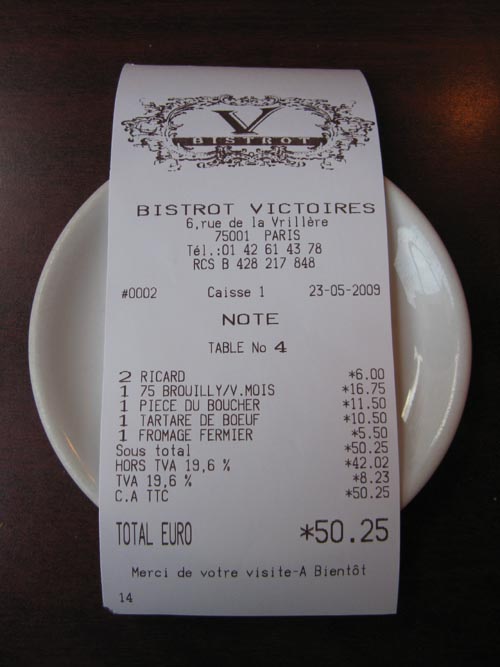 V
BISTROT
BISTROT VICTOIRES
6,rue de la Vrillère
75001 PARIS
Tél.:01 42 61 43 78
RCS B 428 217 848
#0002 Caisse 1 23-05-2009
NOTE
TABLE No 4
2 RICARD *6.00
1 75 BROUILLY/V.MOIS *16.75
1 PIECE DU BOUCHER *11.50
1 TARTARE DE BOEUF *10.50
1 FROMAGE FERMIER *5.50
Sous total *50.25
HORS TVA 19,6 % *42.02
TVA 19,6 % *8.23
C.A TTC *50.25
TOTAL EURO *50.25
Merci de votre visite-A Bientôt
14